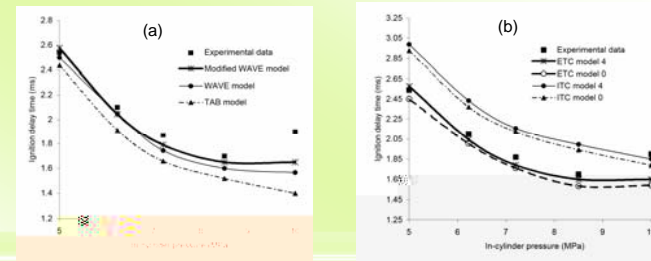 (a)
2.8
2.6
2.4
2.2
2
1.8
1.6
1.4
1.2
Ignition delay time (ms)
Experimental data
Modified WAVE model
WAVE model
TAB model
5
(b)
3.25
3.05
2.85
2.65
2.45
2.25
2.05
1.85
1.65
1.45
1.25
Ignition delay time (ms)
Experimental data
ETC model 4
ETC model 0
ITC model 4
ITC model 0
5 6 7 8 9
In-cylinder pressure (MPa)